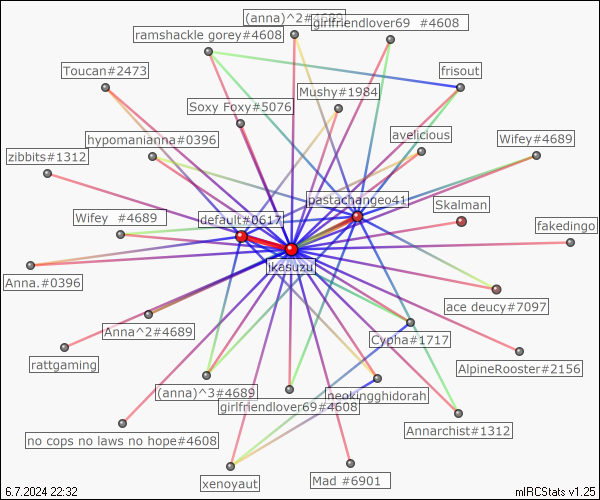 (anna)^2#4689
girlfriendlover69 #4608
ramshackle gorey#4608
Toucan#2473
frisout
Mushy#1984
Soxy Foxy#5076
avelicious
hypomanianna#0396
Wifey#4689
zibbits#1312
pastachangeo41
Skalman
default#0617
Wifey #4689
fakedingo
jkasuzu
Anna.#0396
ace deucy#7097
Anna^2#4689
Cypha#1717
rattgaming
AlpineRooster#2156
(anna)^3#4689
neokingghidorah
girlfriendlover69#4608
Annarchist#1312
no cops no laws no hope#4608
xenoyaut
Mad #6901
6.7.2024 22:32
mIRCStats v1.25